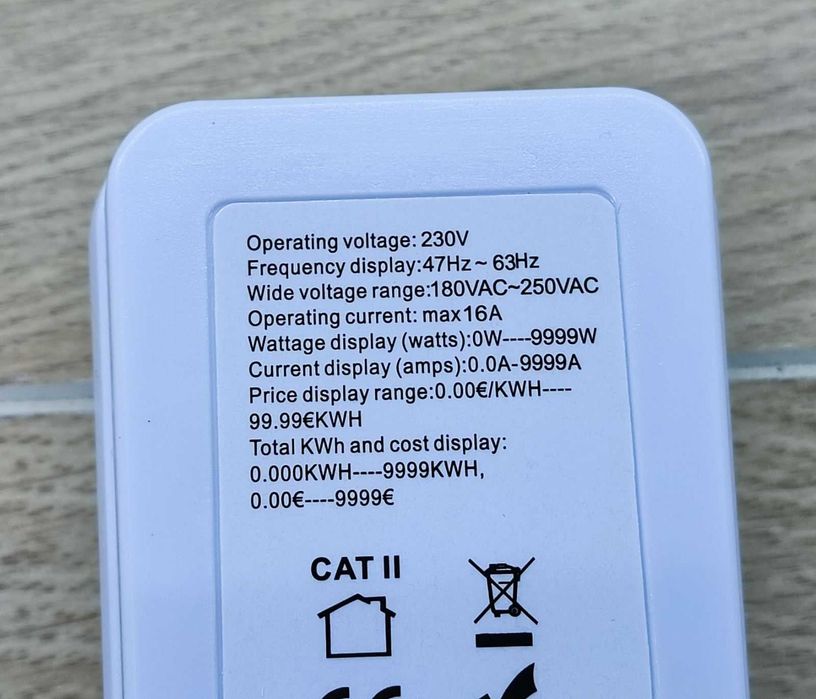 Operating voltage: 230V
Frequency display:47Hz~ 63Hz
Wide voltage range:180VAC~250VAC
Operating current: max16A
Wattage display (watts):0W----9999W
Current display (amps):0.0A-9999A
Price display range:0.00€/KWH----
99.99€KWH
Total KWh and cost display:
0.000KWH----9999KWH,
0.00€----9999€
CAT II